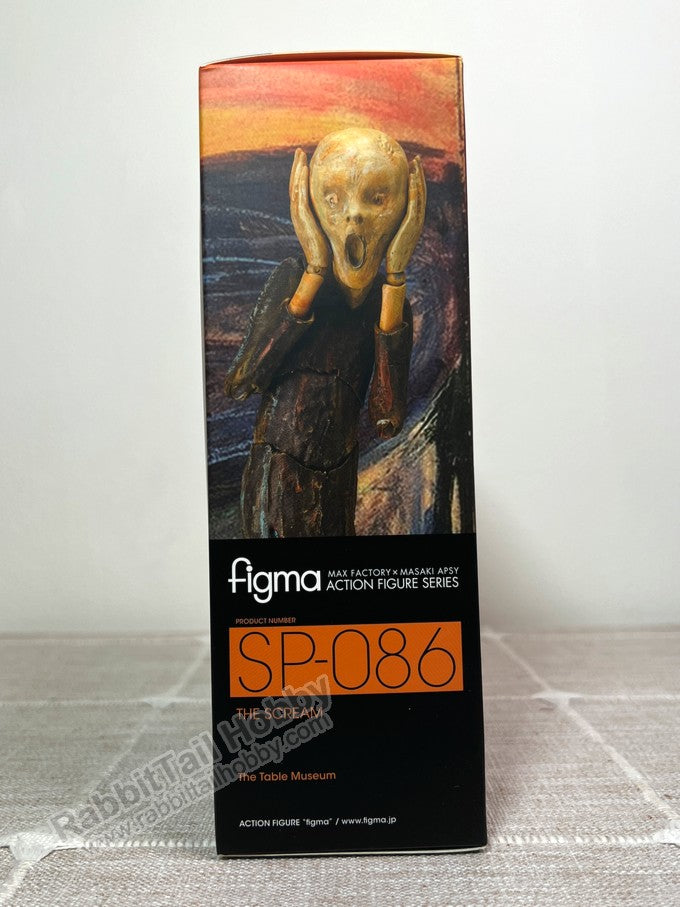 figma MAX FACTORY×MASAKI APSY
ACTION FIGURE SERIES
PRODUCT NUMBER
SP-086
THE SCREAM
RabbitTail Hobby
www.rabbittailhobby.com
The Table Museum
ACTION FIGURE "figma" / www.figma.jp